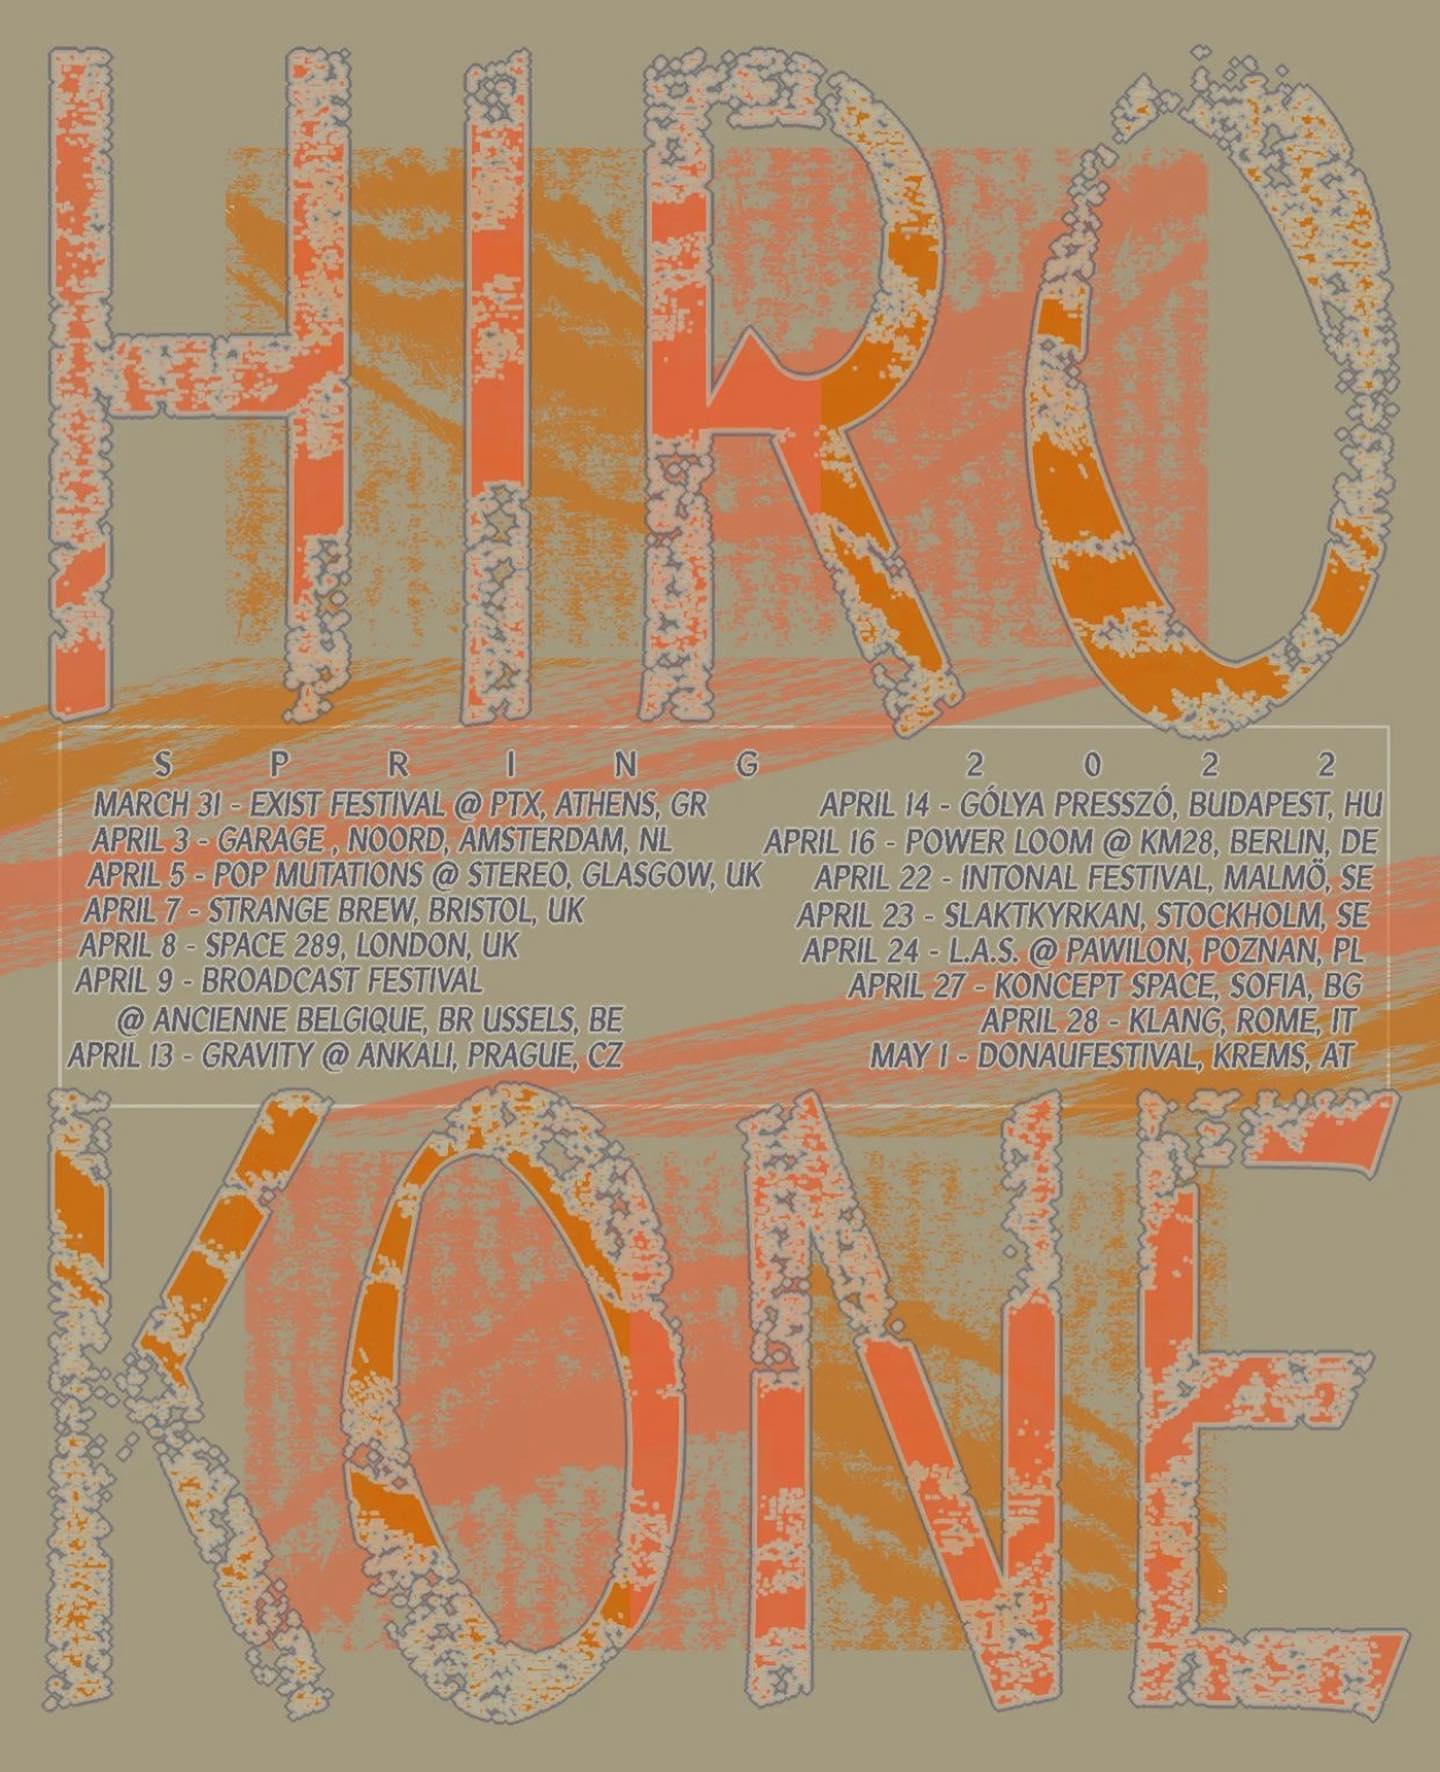 HIRO
SPRING 2022
MARCH 31 - EXIST FESTIVAL @ PTX, ATHENS, GR
APRIL 3 - GARAGE , NOORD, AMSTERDAM, NL
APRIL 5 - POP MUTATIONS @ STEREO, GLASGOW, UK
APRIL 7 - STRANGE BREW, BRISTOL, UK
APRIL 8 - SPACE 289, LONDON, UK
APRIL 9 - BROADCAST FESTIVAL
@ ANCIENNE BELGIQUE, BR USSELS, BE
APRIL 13 - GRAVITY @ ANKALI, PRAGUE, CZ
APRIL 14 - GÓLYA PRESSZÓ, BUDAPEST, HU
APRIL 16 - POWER LOOM @ KM28, BERLIN, DE
APRIL 22 - INTONAL FESTIVAL, MALMÖ, SE
APRIL 23 - SLAKTKYRKAN, STOCKHOLM, SE
APRIL 24 - L.A.S. @ PAWILON, POZNAN, PL
APRIL 27 - KONCEPT SPACE, SOFIA, BG
APRIL 28 - KLANG, ROME, IT
MAY 1 - DONAUFESTIVAL, KREMS, AT
KONE